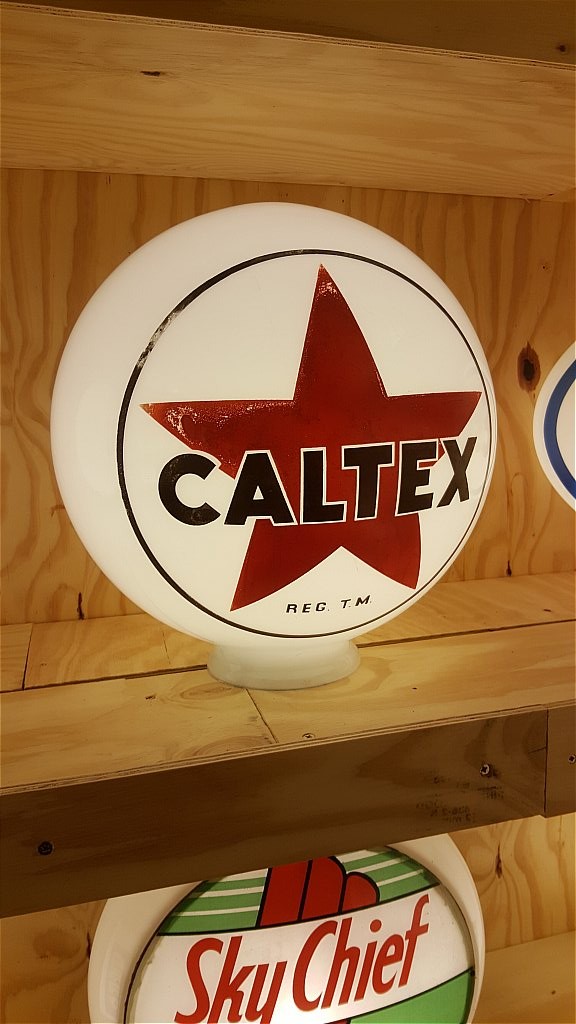 CALTEX
REG. T.M.
Sky Chief